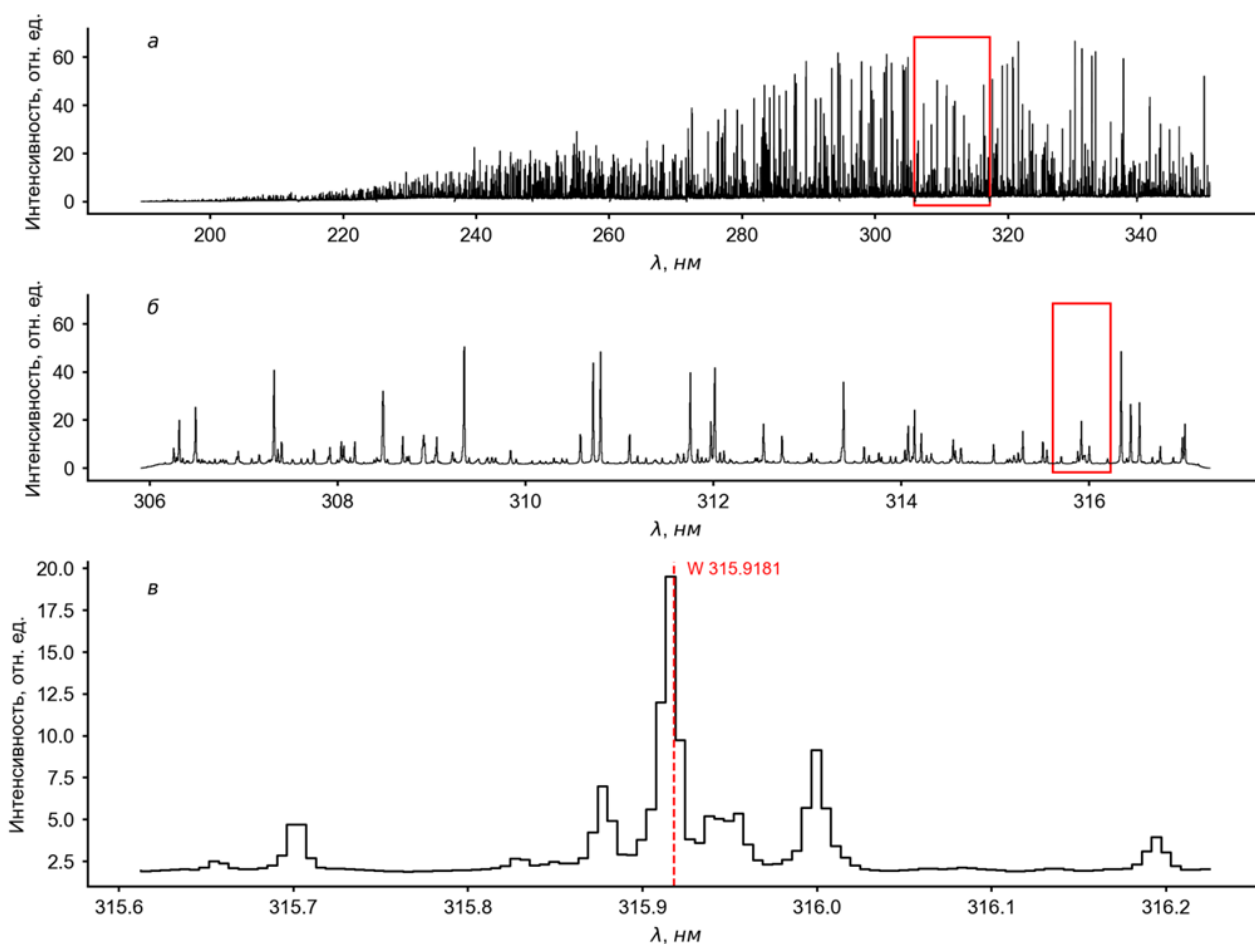 а
Интенсивность, отн. ед.
60
40
20
0
200 220 240 260 280 300 320 340
λ, нм
б
Интенсивность, отн. ед.
60
40
20
0
306 308 310 312 314 316
λ, нм
в
W 315.9181
Интенсивность, отн. ед.
20.0
17.5
15.0
12.5
10.0
7.5
5.0
2.5
315.6 315.7 315.8 315.9 316.0 316.1 316.2
λ, нм